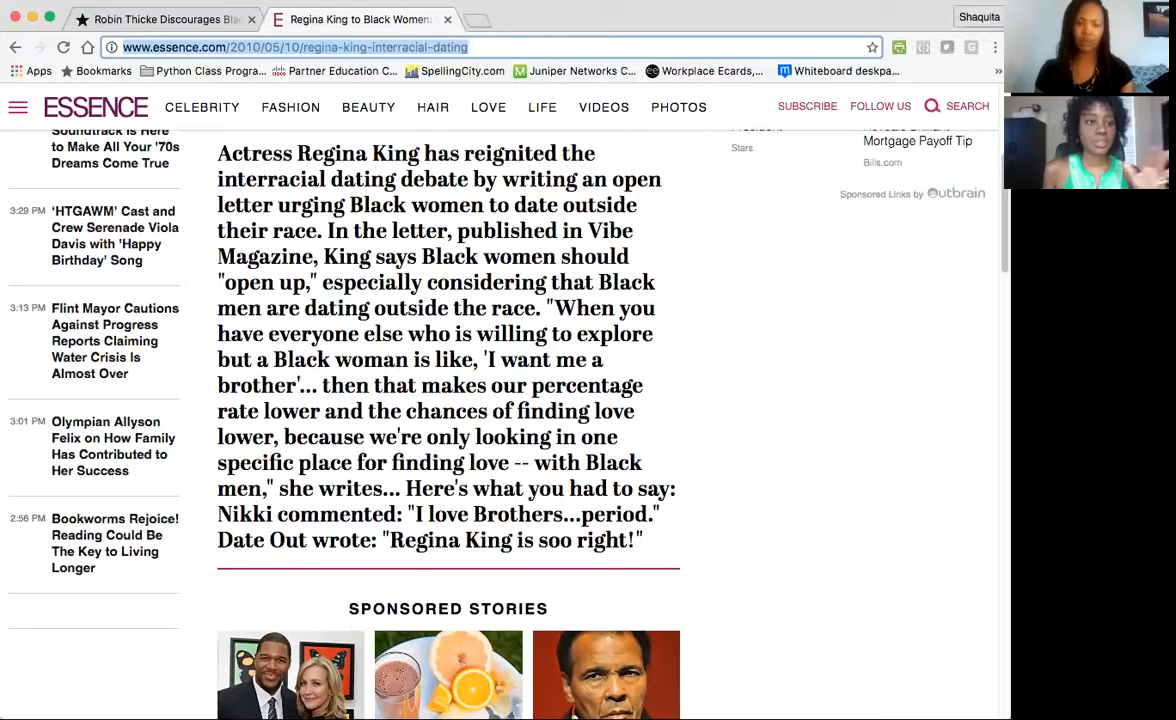 Robin Thicke Discourages Bla
Regina King to Black Women:
Shaquita
www.essence.com/2010/05/10/regina-king-interracial-dating
Apps
Bookmarks
Python Class Progra...
Partner Education C...
SpellingCity.com
Juniper Networks C...
Workplace Ecards,...
Whiteboard deskpa...
»
ESSENCE
CELEBRITY
FASHION
BEAUTY
HAIR
LOVE
LIFE
VIDEOS
PHOTOS
SUBSCRIBE
FOLLOW US
SEARCH
Soundtrack Is Here
to Make All Your '70s
Dreams Come True
3:29 PM
‘HTGAWM’ Cast and
Crew Serenade Viola
Davis with 'Happy
Birthday' Song
3:13 PM
Flint Mayor Cautions
Against Progress
Reports Claiming
Water Crisis Is
Almost Over
3:01 PM
Olympian Allyson
Felix on How Family
Has Contributed to
Her Success
2:56 PM
Bookworms Rejoice!
Reading Could Be
The Key to Living
Longer
Actress Regina King has reignited the
interracial dating debate by writing an open
letter urging Black women to date outside
their race. In the letter, published in Vibe
Magazine, King says Black women should
"open up," especially considering that Black
men are dating outside the race. "When you
have everyone else who is willing to explore
but a Black woman is like, 'I want me a
brother'... then that makes our percentage
rate lower and the chances of finding love
lower, because we're only looking in one
specific place for finding love -- with Black
men," she writes... Here's what you had to say:
Nikki commented: "I love Brothers...period."
Date Out wrote: "Regina King is soo right!"
SPONSORED STORIES
Stars
Mortgage Payoff Tip
Bills.com
Sponsored Links by Outbrain